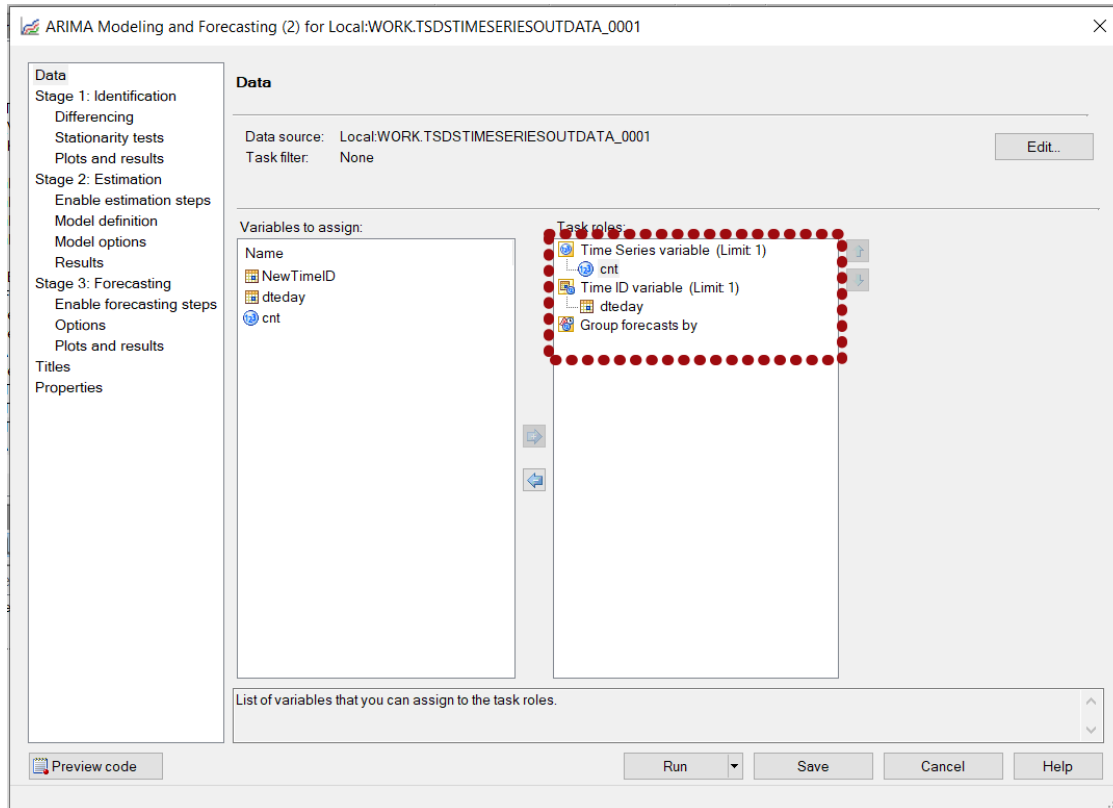 ARIMA Modeling and Forecasting (2) for Local:WORK.TSDSTIMESERIESOUTDATA_0001
Data
Stage 1: Identification
Differencing
Stationarity tests
Plots and results
Stage 2: Estimation
Enable estimation steps
Model definition
Model options
Results
Stage 3: Forecasting
Enable forecasting steps
Options
Plots and results
Titles
Properties
Data
Data source: Local:WORK.TSDSTIMESERIESOUTDATA_0001
Task filter: None
Edit...
Variables to assign:
Name
NewTimeID
dteday
cnt
Task roles:
Time Series variable (Limit: 1)
cnt
Time ID variable (Limit: 1)
dteday
Group forecasts by
List of variables that you can assign to the task roles.
Preview code
Run
Save
Cancel
Help